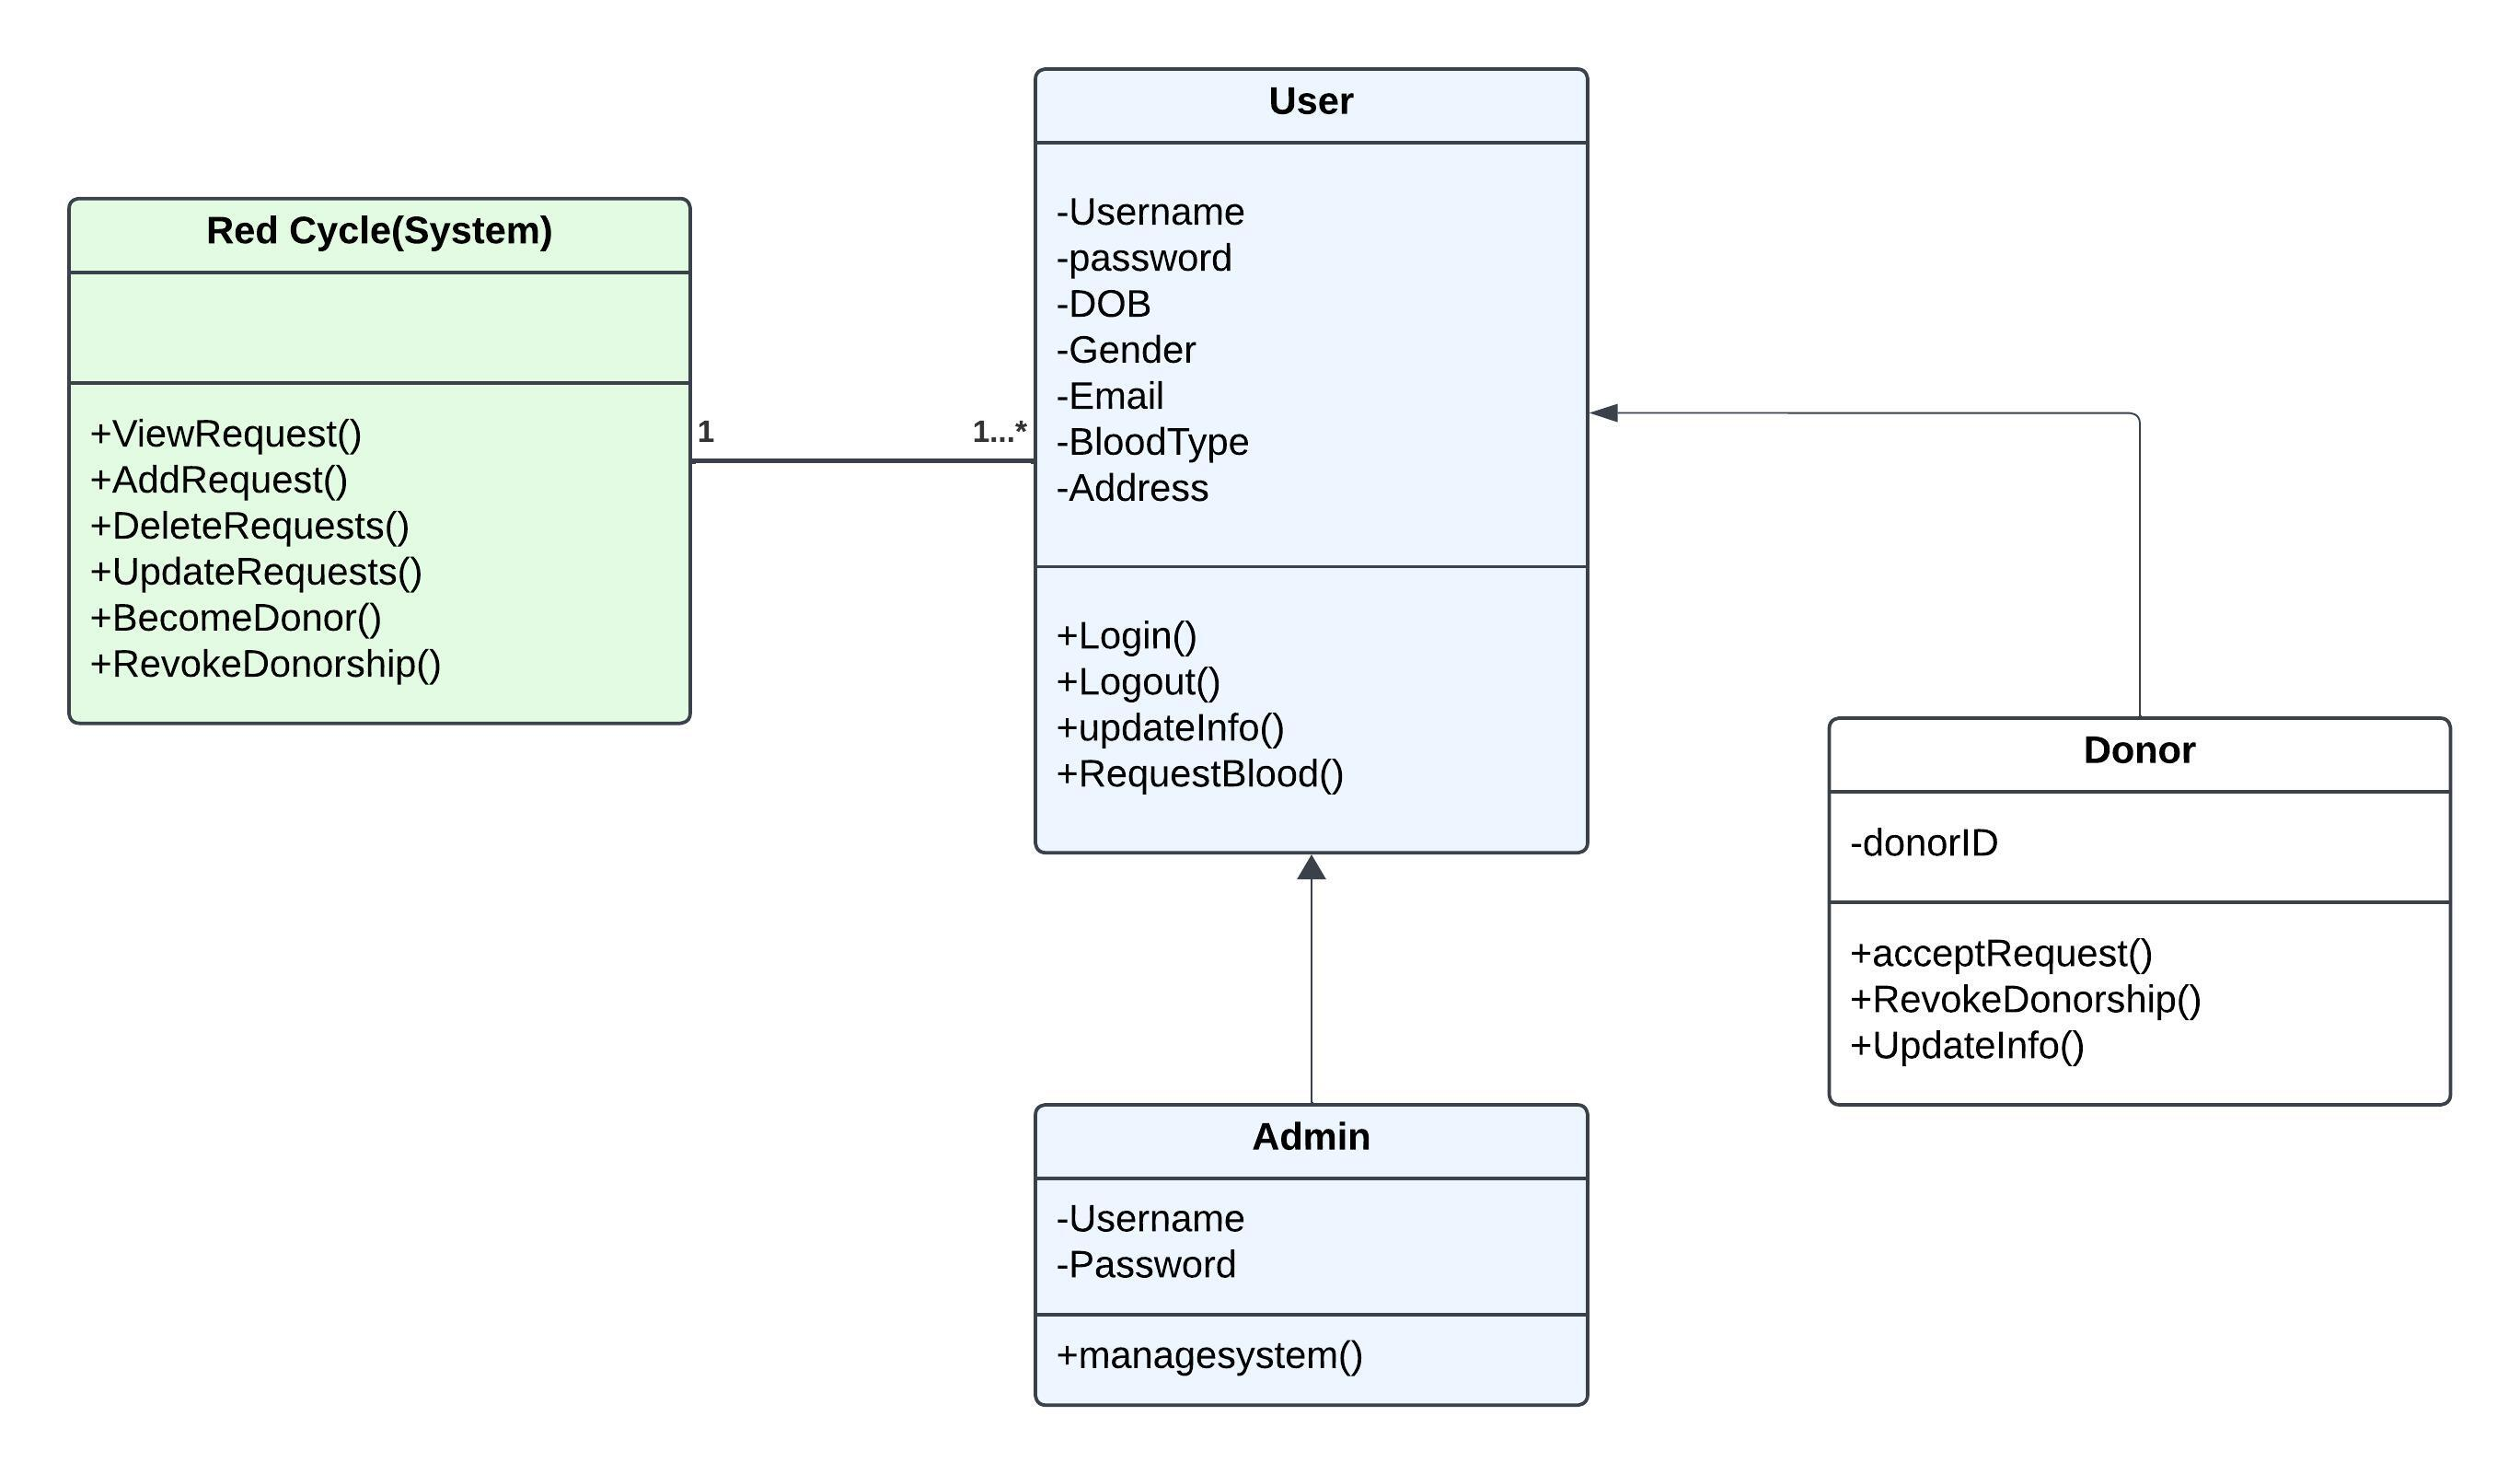 Red Cycle(System)
+ViewRequest()
+AddRequest()
+DeleteRequests()
+UpdateRequests()
+BecomeDonor()
+RevokeDonorship()
1
1...*
User
-Username
-password
-DOB
-Gender
-Email
-BloodType
-Address
+Login()
+Logout()
+updateInfo()
+RequestBlood()
Donor
-donorID
+acceptRequest()
+RevokeDonorship()
+UpdateInfo()
Admin
-Username
-Password
+managesystem()